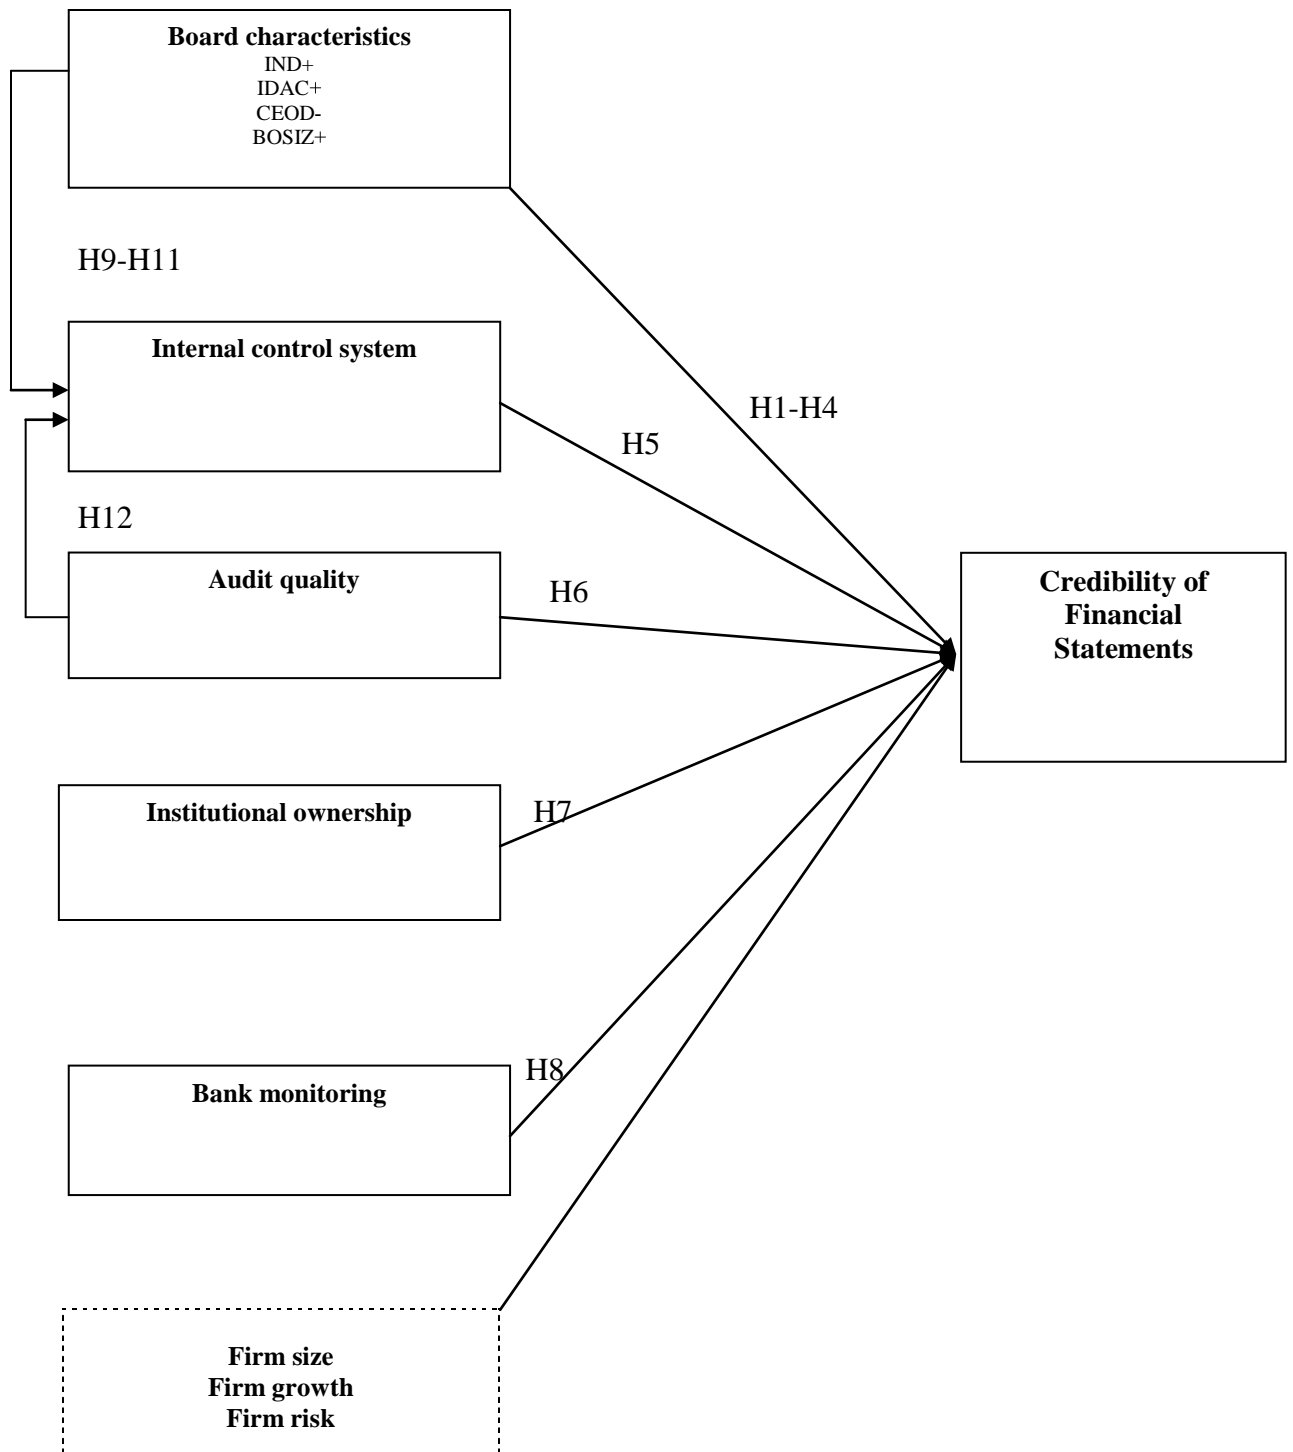 Board characteristics
IND+
IDAC+
CEOD-
BOSIZ+
H9-H11
Internal control system
H1-H4
H5
H12
Audit quality
H6
Credibility of
Financial
Statements
Institutional ownership
H7
H8
Bank monitoring
Firm size
Firm growth
Firm risk